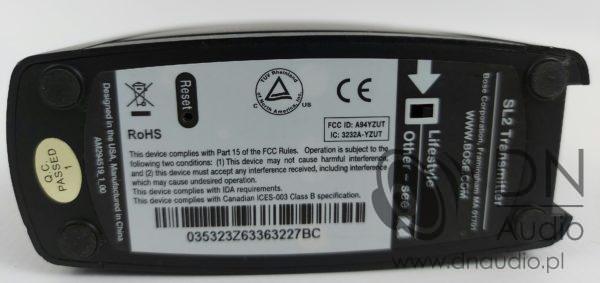 SL2 Transmitter
Bose Corporation, Framingham, MA 01701
WWW.BOSE.COM
Lifestyle
Other - see
FCC ID: A94YZUT
IC: 3232A-YZUT
TÜV Rheinland
of North America, Inc.
C US
CE
Reset
RoHS
This device complies with Part 15 of the FCC Rules. Operation is subject to the
following two conditions: (1) This device may not cause harmful interference,
and (2) this device must accept any interference received, including interference
which may cause undesired operation.
This device complies with IDA requirements.
This device complies with Canadian ICES-003 Class B specification.
035323Z63363227BC
Designed in the USA, Manufactured in China
AM294519_1_00
Q.C.
PASSED
1
DN
Audio
www.dnaudio.pl